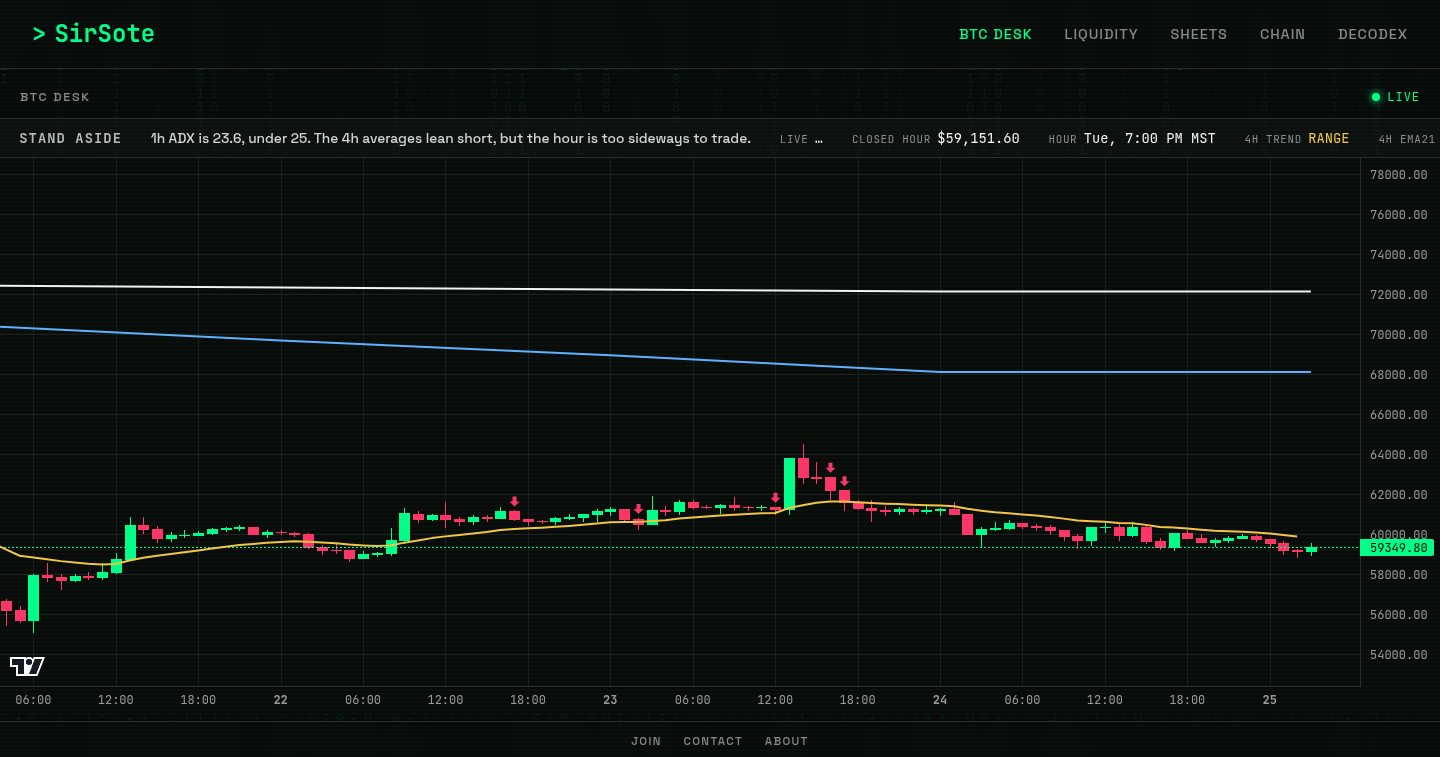 > SirSote
BTC DESK LIQUIDITY SHEETS CHAIN DECODEX
BTC DESK
LIVE
STAND ASIDE 1h ADX is 23.6, under 25. The 4h averages lean short, but the hour is too sideways to trade. LIVE … CLOSED HOUR $59,151.60 HOUR Tue, 7:00 PM MST 4H TREND RANGE 4H EMA21
78000.00
76000.00
74000.00
72000.00
70000.00
68000.00
66000.00
64000.00
62000.00
60000.00
59349.80
58000.00
56000.00
54000.00
06:00 12:00 18:00 22 06:00 12:00 18:00 23 06:00 12:00 18:00 24 06:00 12:00 18:00 25
JOIN CONTACT ABOUT